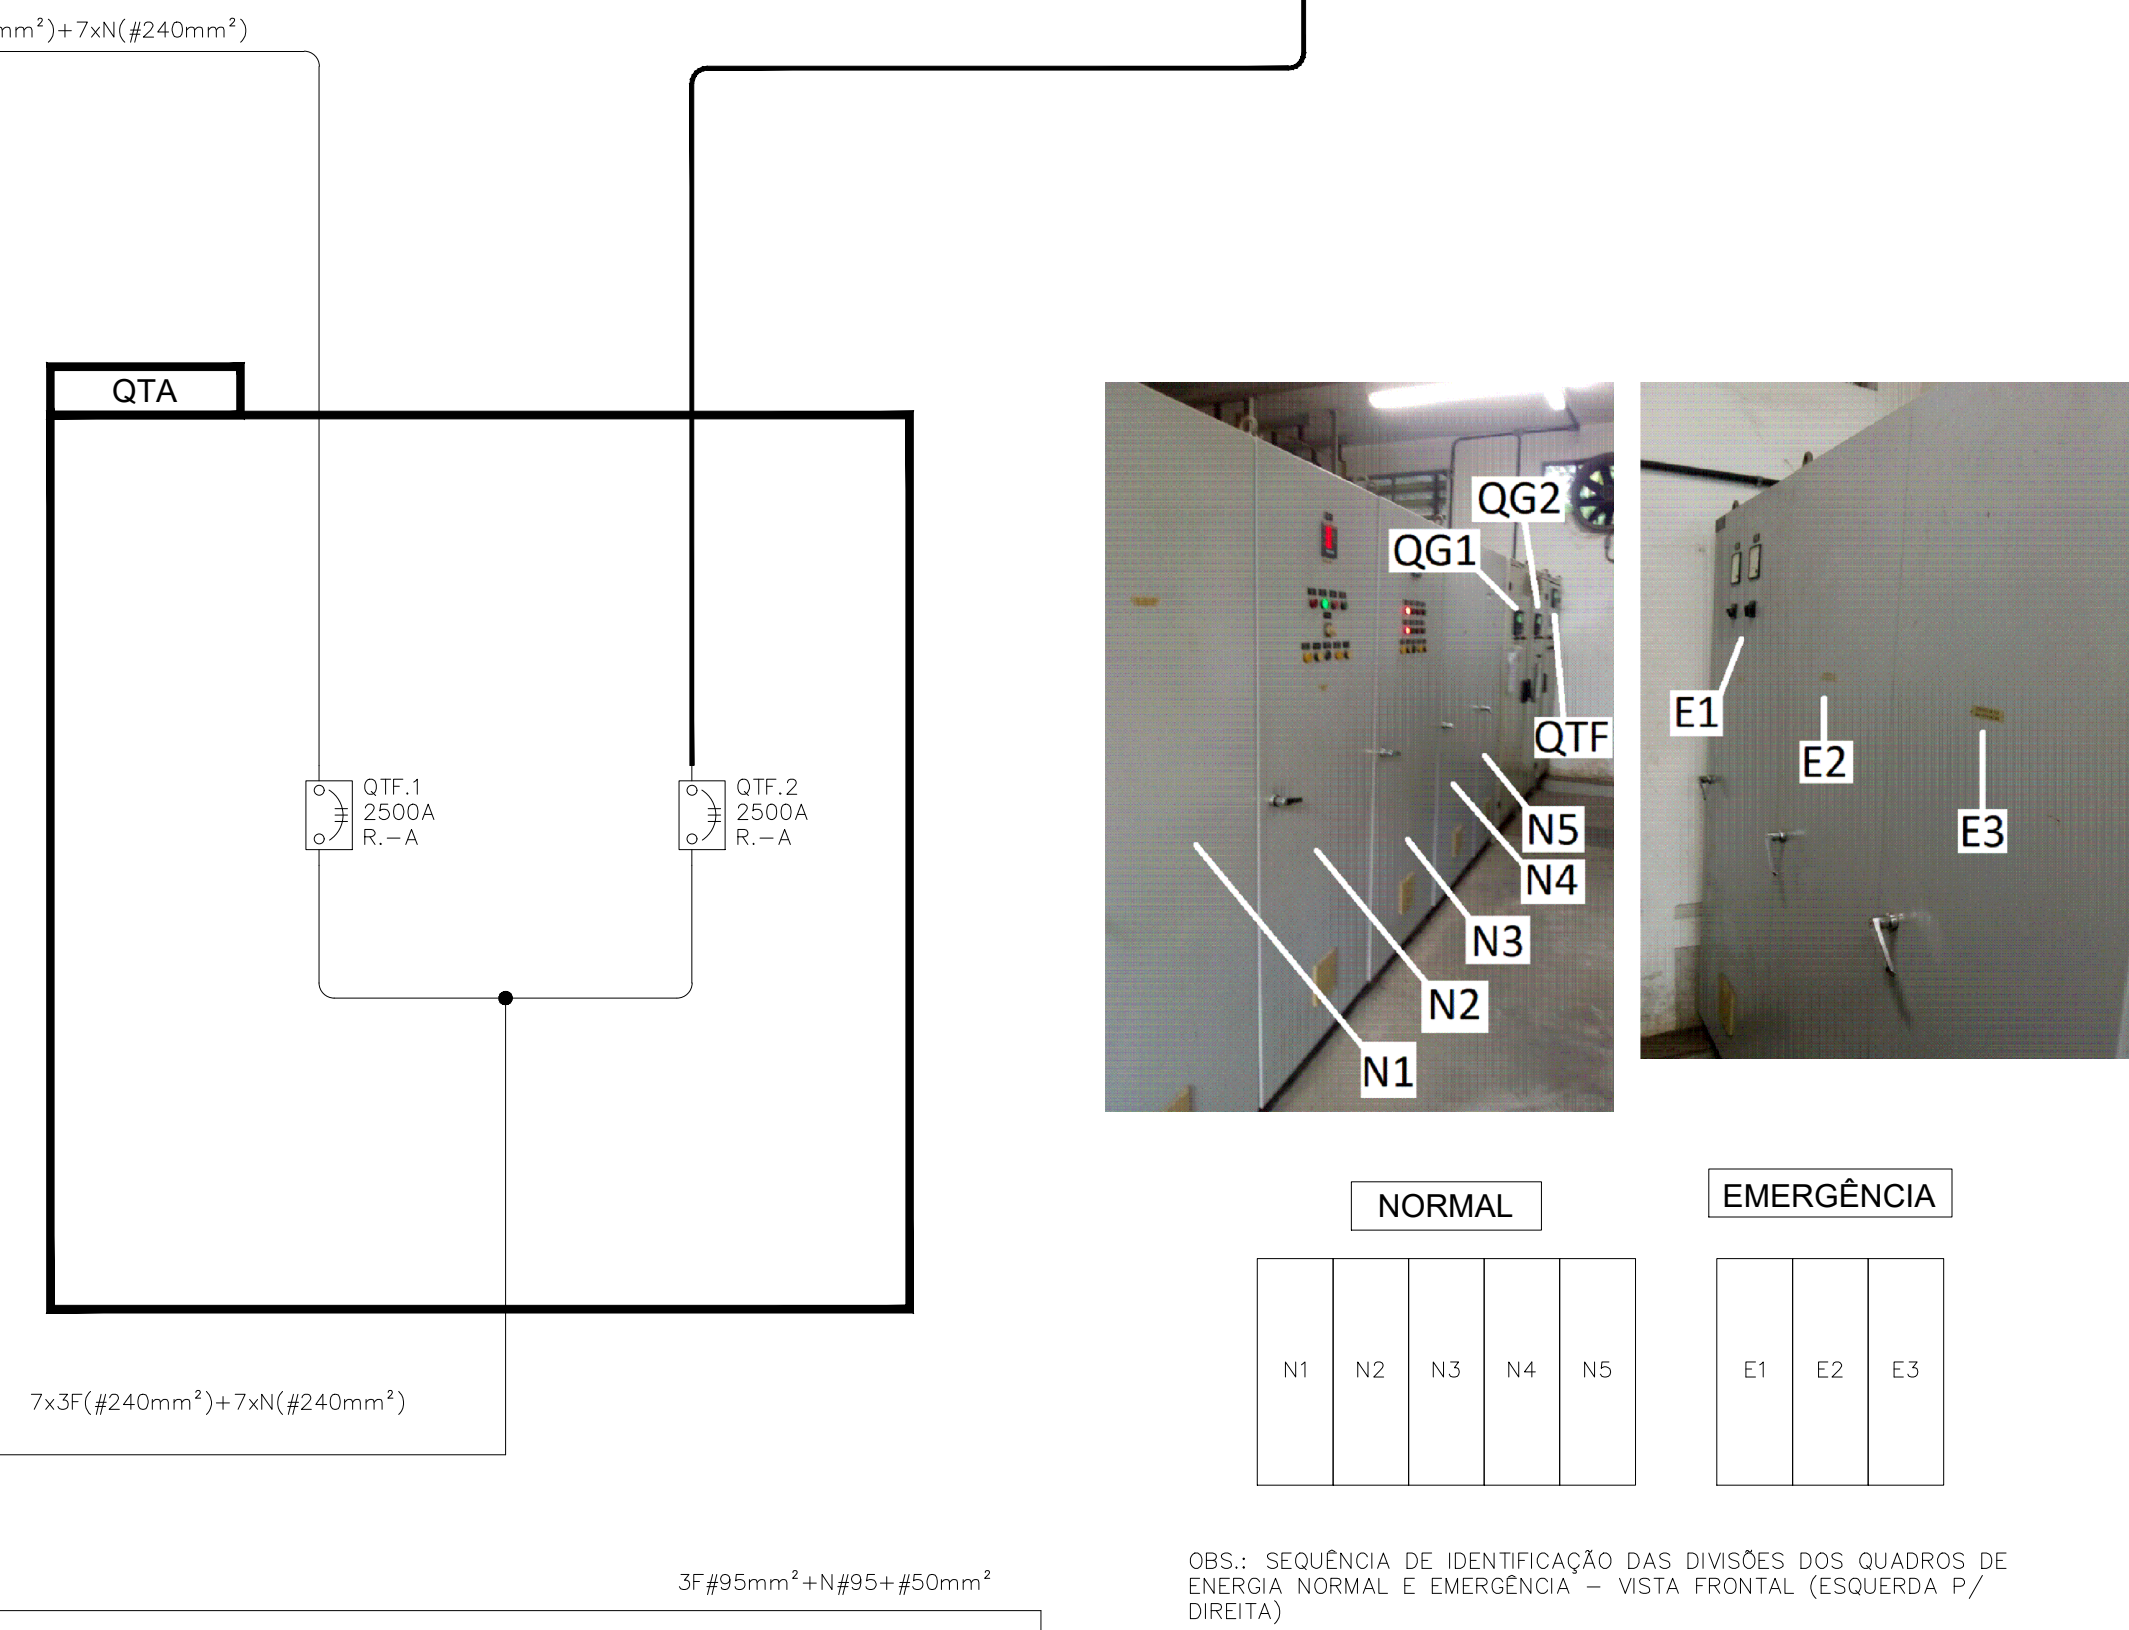 mm²)+7xN(#240mm²)
QTA
QTF.1
2500A
R.-A
QTF.2
2500A
R.-A
7x3F(#240mm²)+7xN(#240mm²)
3F#95mm²+N#95+#50mm²
QG2
QG1
QTF
N5
N4
N3
N2
N1
E1
E2
E3
NORMAL
EMERGÊNCIA
N1 N2 N3 N4 N5
E1 E2 E3
OBS.: SEQUÊNCIA DE IDENTIFICAÇÃO DAS DIVISÕES DOS QUADROS DE
ENERGIA NORMAL E EMERGÊNCIA – VISTA FRONTAL (ESQUERDA P/
DIREITA)